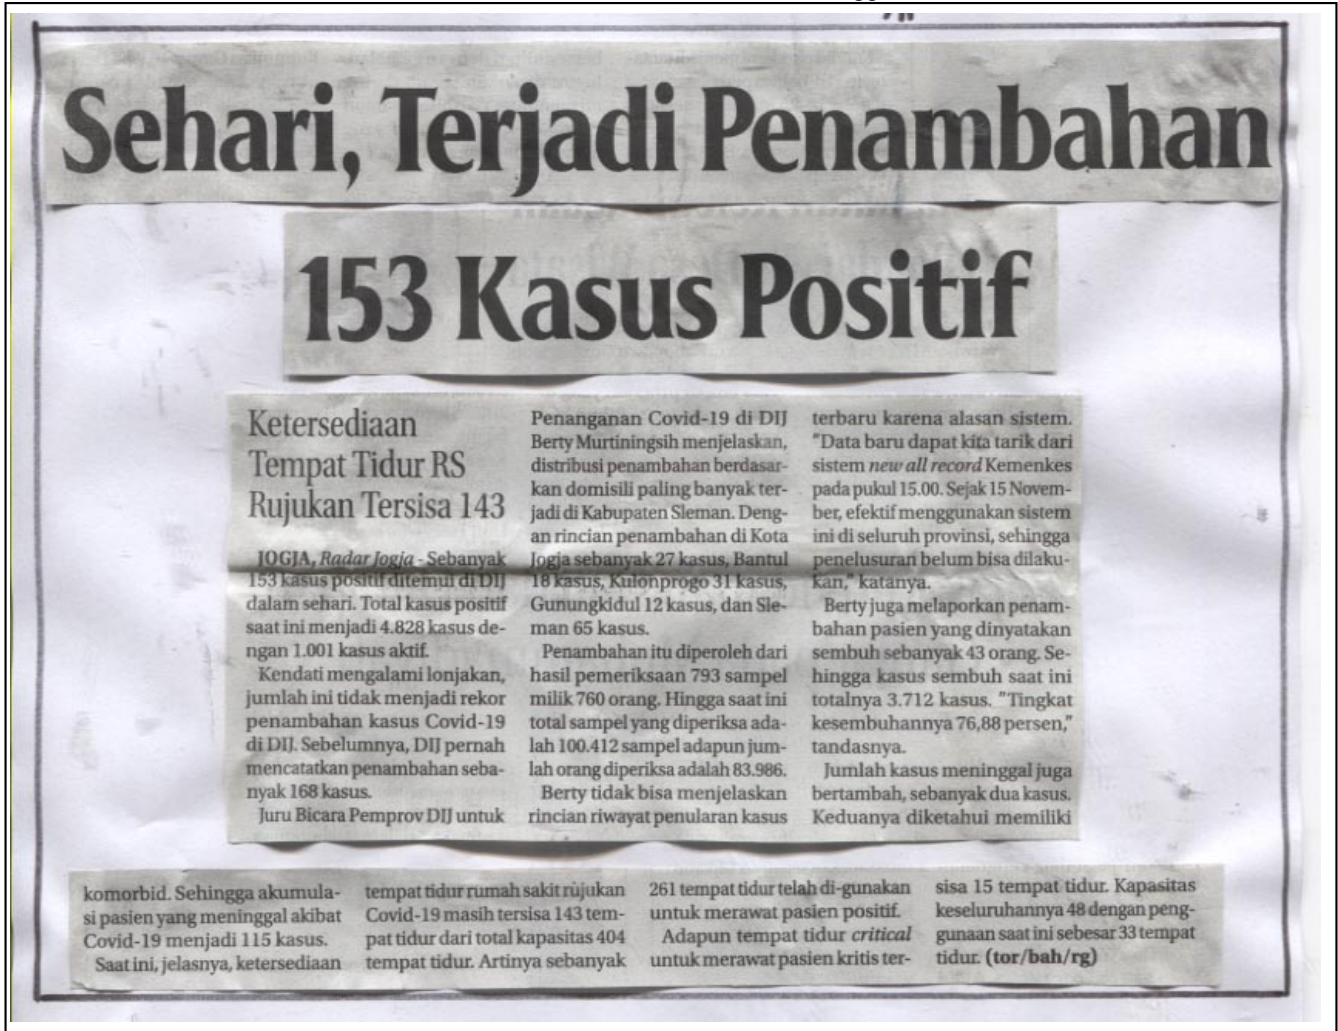 Sehari, Terjadi Penambahan
153 Kasus Positif
Ketersediaan
Tempat Tidur RS
Rujukan Tersisa 143
JOGJA, Radar Jogja - Sebanyak
153 kasus positif ditemui di DIJ
dalam sehari. Total kasus positif
saat ini menjadi 4.828 kasus de-
ngan 1.001 kasus aktif.
Kendati mengalami lonjakan,
jumlah ini tidak menjadi rekor
penambahan kasus Covid-19
di DIJ. Sebelumnya, DIJ pernah
mencatatkan penambahan seba-
nyak 168 kasus.
Juru Bicara Pemprov DIJ untuk
Penanganan Covid-19 di DIJ
Berty Murtiningsih menjelaskan,
distribusi penambahan berdasar-
kan domisili paling banyak ter-
jadi di Kabupaten Sleman. Deng-
an rincian penambahan di Kota
Jogja sebanyak 27 kasus, Bantul
18 kasus, Kulonprogo 31 kasus,
Gunungkidul 12 kasus, dan Sle-
man 65 kasus.
Penambahan itu diperoleh dari
hasil pemeriksaan 793 sampel
milik 760 orang. Hingga saat ini
total sampel yang diperiksa ada-
lah 100.412 sampel adapun jum-
lah orang diperiksa adalah 83.986.
Berty tidak bisa menjelaskan
rincian riwayat penularan kasus
terbaru karena alasan sistem.
"Data baru dapat kita tarik dari
sistem new all record Kemenkes
pada pukul 15.00. Sejak 15 Novem-
ber, efektif menggunakan sistem
ini di seluruh provinsi, sehingga
penelusuran belum bisa dilaku-
kan," katanya.
Berty juga melaporkan penam-
bahan pasien yang dinyatakan
sembuh sebanyak 43 orang. Se-
hingga kasus sembuh saat ini
totalnya 3.712 kasus. "Tingkat
kesembuhannya 76,88 persen,"
tandasnya.
Jumlah kasus meninggal juga
bertambah, sebanyak dua kasus.
Keduanya diketahui memiliki
komorbid. Sehingga akumula-
si pasien yang meninggal akibat
Covid-19 menjadi 115 kasus.
Saat ini, jelasnya, ketersediaan
tempat tidur rumah sakit rujukan
Covid-19 masih tersisa 143 tem-
pat tidur dari total kapasitas 404
tempat tidur. Artinya sebanyak
261 tempat tidur telah di-gunakan
untuk merawat pasien positif.
Adapun tempat tidur critical
untuk merawat pasien kritis ter-
sisa 15 tempat tidur. Kapasitas
keseluruhannya 48 dengan peng-
gunaan saat ini sebesar 33 tempat
tidur. (tor/bah/rg)